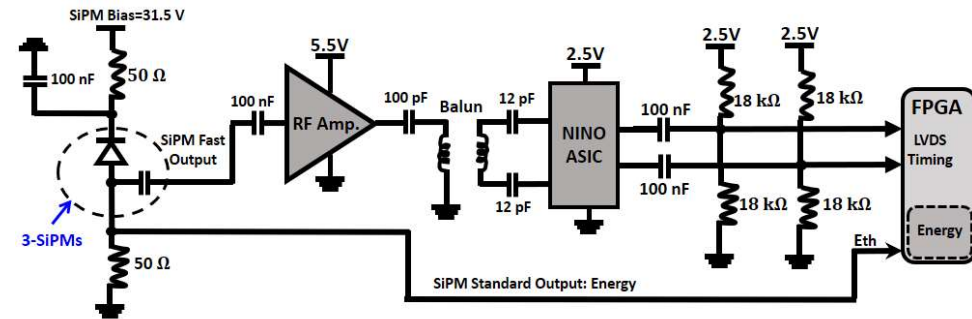 SiPM Bias=31.5 V
50 Ω
100 nF
SiPM Fast
Output
3-SiPMs
50 Ω
100 nF
5.5V
RF Amp.
100 pF
Balun
12 pF
12 pF
2.5V
NINO
ASIC
100 nF
100 nF
2.5V
2.5V
18 kΩ
18 kΩ
18 kΩ
18 kΩ
FPGA
LVDS
Timing
Energy
Eth
SiPM Standard Output: Energy